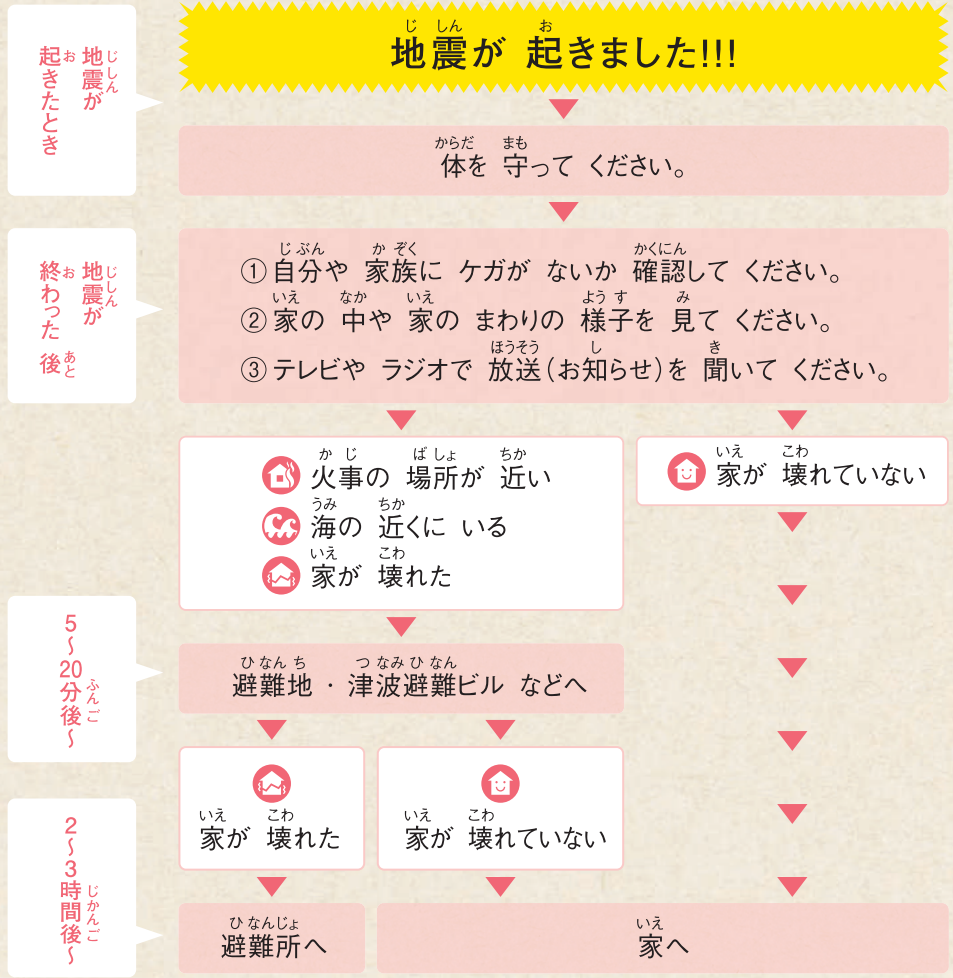 地震が
起きたとき
地震が 起きました!!!
体を 守って ください。
地震が
終わった 後
①自分や 家族に ケガが ないか 確認して ください。
②家の 中や 家の まわりの 様子を 見て ください。
③テレビや ラジオで 放送(お知らせ)を 聞いて ください。
火事の 場所が 近い
海の 近くに いる
家が 壊れた
家が 壊れていない
5〜20分後〜
避難地 ・ 津波避難ビル などへ
家が 壊れた
家が 壊れていない
2〜3時間後〜
避難所へ
家へ